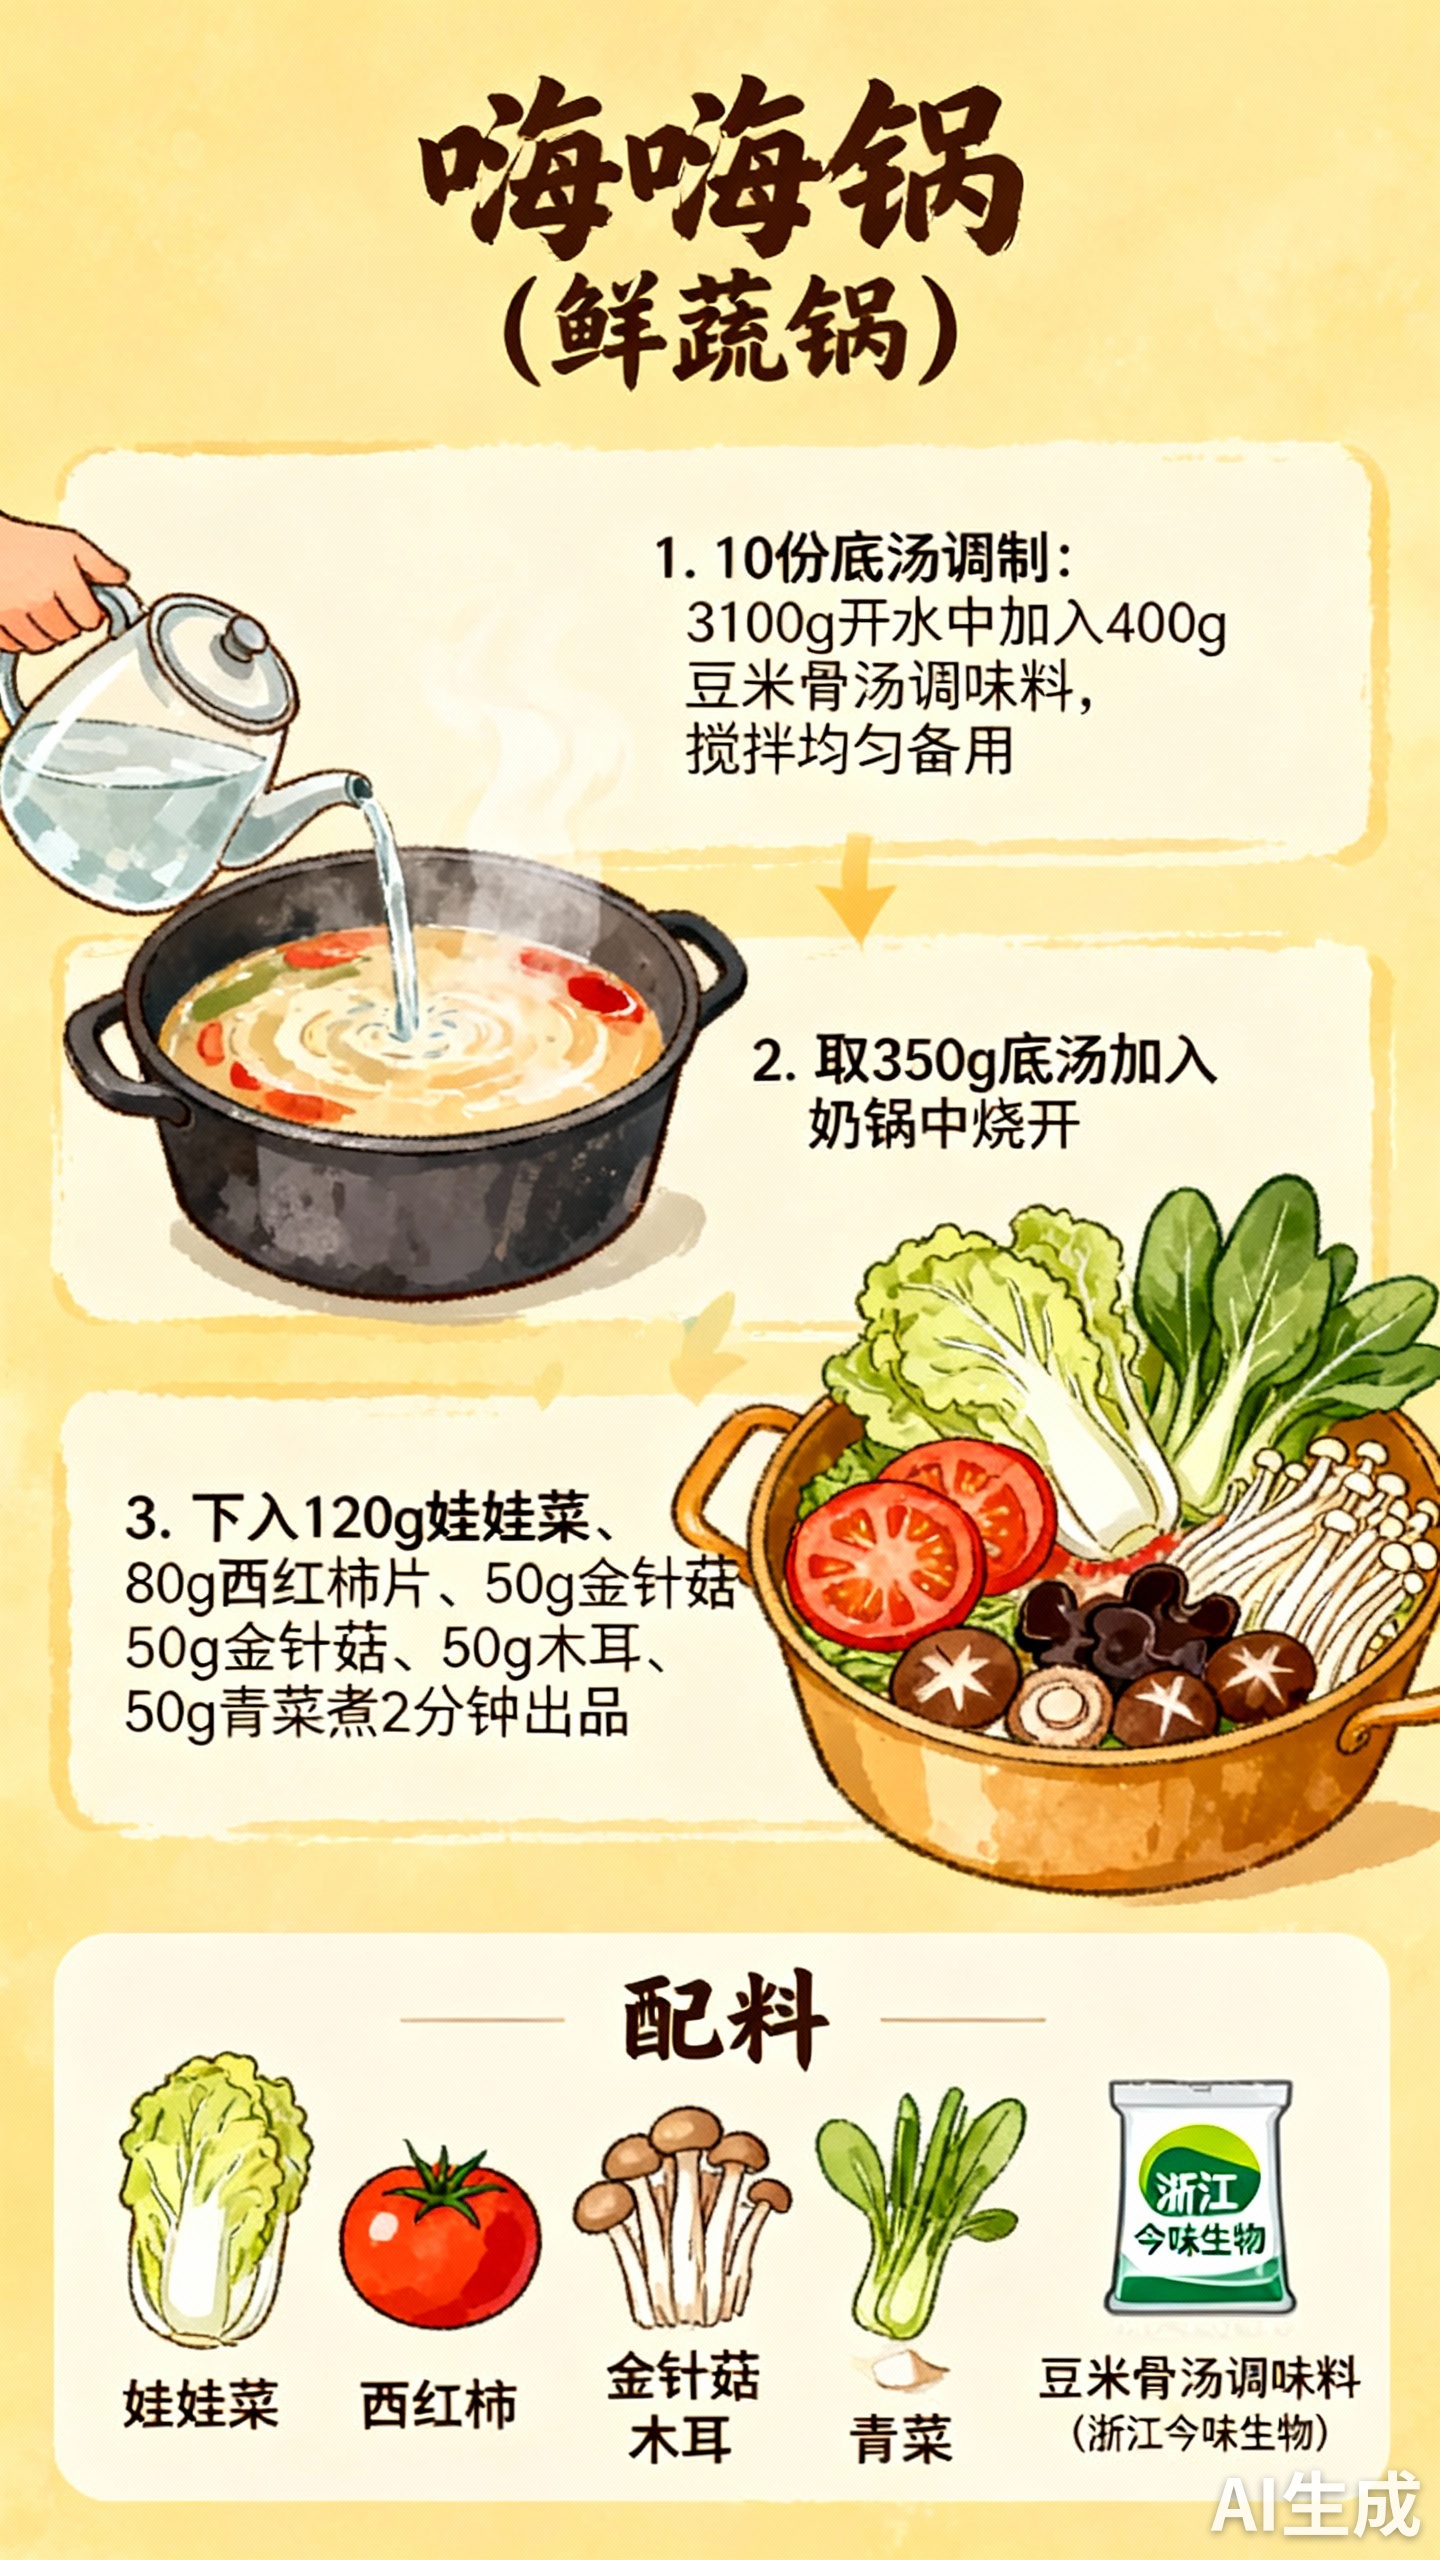 嗨嗨锅
（鲜蔬锅）
1. 10份底汤调制：
3100g开水中加入400g
豆米骨汤调味料，
搅拌均匀备用
2. 取350g底汤加入
奶锅中烧开
3. 下入120g娃娃菜、
80g西红柿片、50g金针菇
50g金针菇、50g木耳、
50g青菜煮2分钟出品
配料
浙江
今味生物
娃娃菜
西红柿
金针菇
木耳
青菜
豆米骨汤调味料
（浙江今味生物）
AI生成